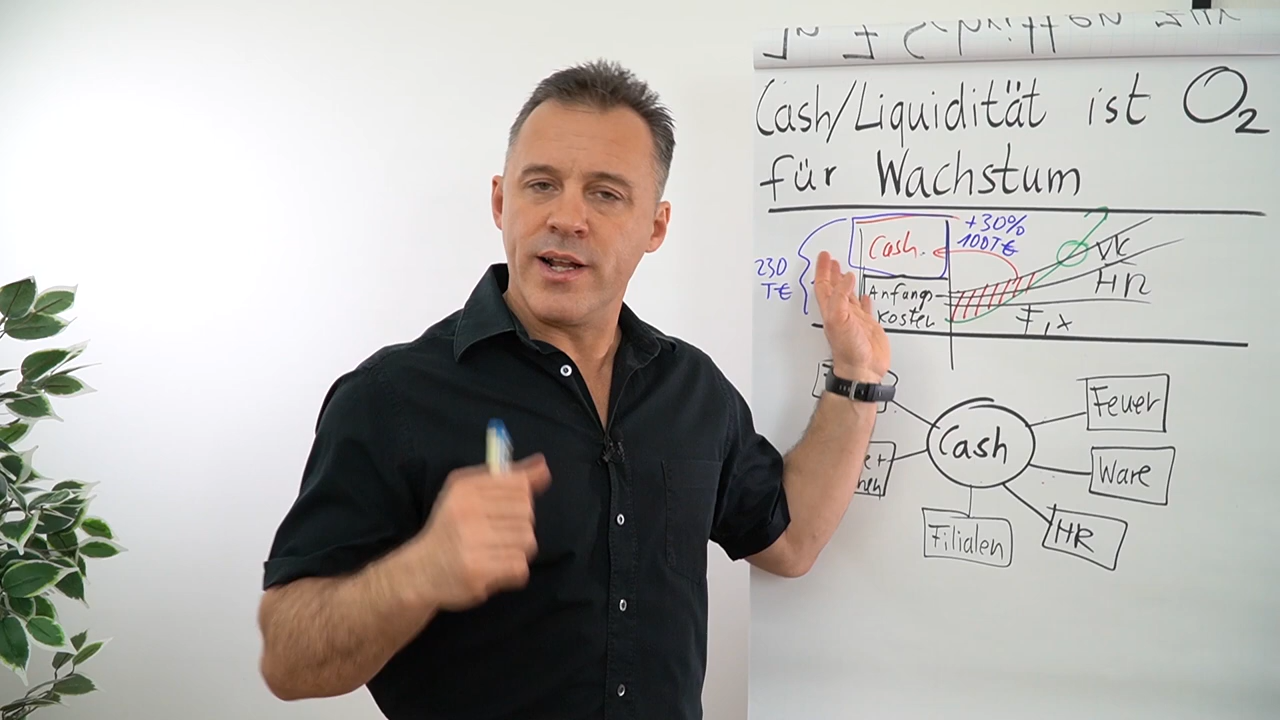 Cash/Liquidität ist O₂
für Wachstum
+30%
100T€
Cash
VK
230
T€
HR
Anfangs-
kosten
Fix
Feuer
Cash
Ware
Filialen
HR